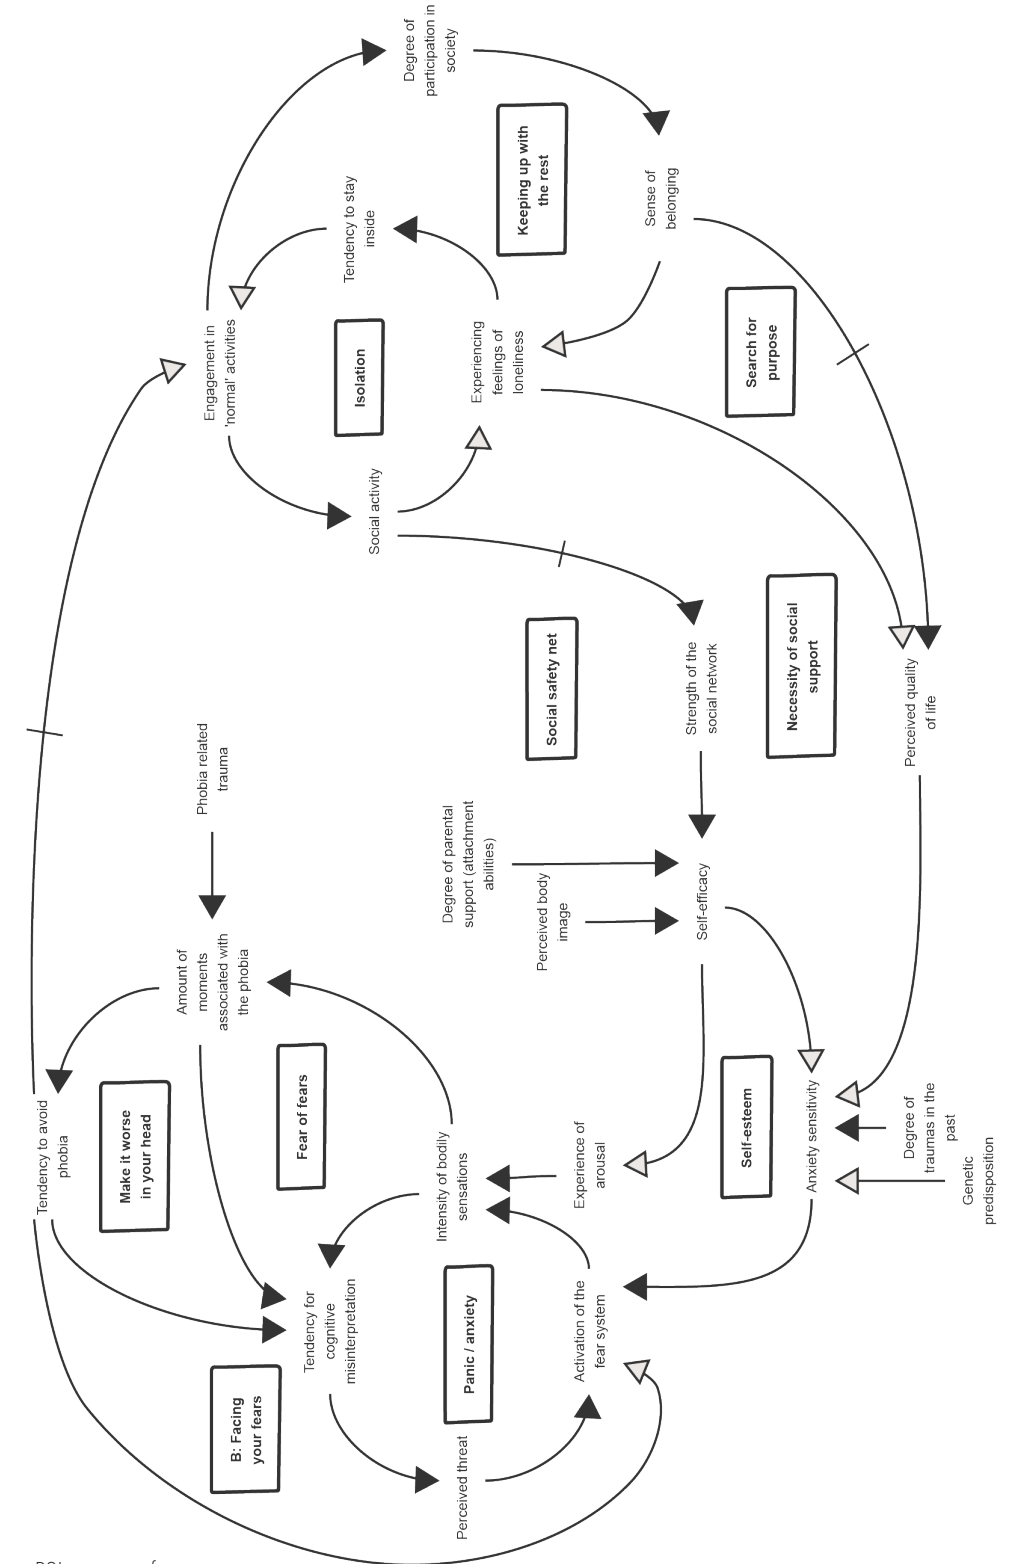 Tendency to avoid
phobia
Engagement in
'normal' activities
Degree of
participation in
society
Tendency to stay
inside
Isolation
Keeping up with
the rest
Sense of
belonging
Experiencing
feelings of
loneliness
Search for
purpose
Social activity
Social safety net
Strength of the
social network
Necessity of social
support
Perceived quality
of life
Phobia related
trauma
Amount of
moments
associated with
the phobia
Degree of parental
support (attachment
abilities)
Perceived body
image
Self-efficacy
Make it worse
in your head
Fear of fears
Intensity of bodily
sensations
Experience of
arousal
Self-esteem
Anxiety sensitivity
Degree of
traumas in the
past
Genetic
predisposition
B: Facing
your fears
Tendency for
cognitive
misinterpretation
Panic / anxiety
Activation of the
fear system
Perceived threat